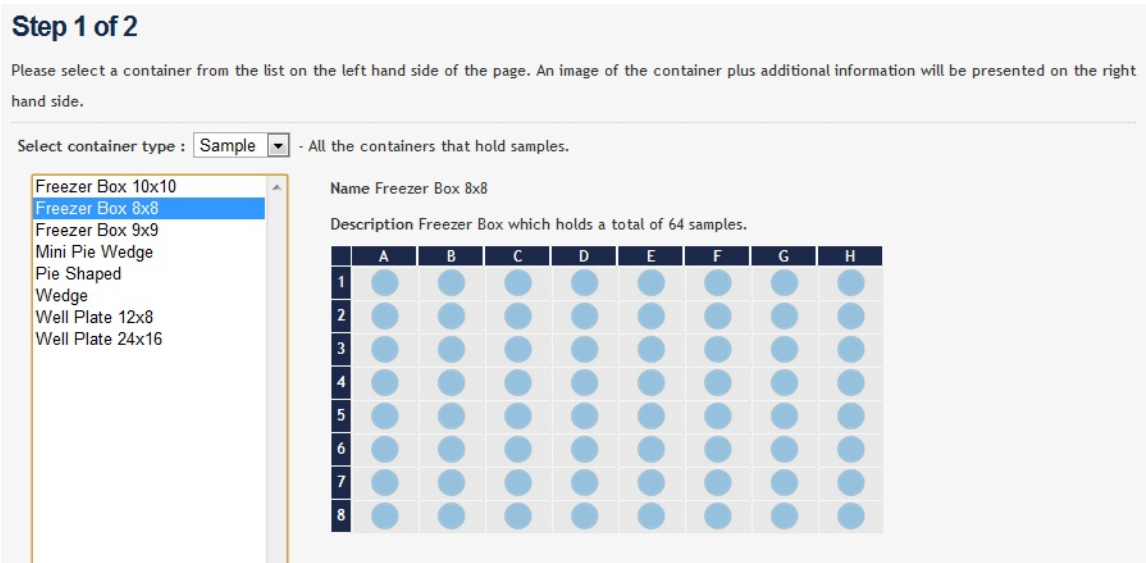 Step 1 of 2
Please select a container from the list on the left hand side of the page. An image of the container plus additional information will be presented on the right
hand side.
Select container type : Sample - All the containers that hold samples.
Freezer Box 10x10
Freezer Box 8x8
Freezer Box 9x9
Mini Pie Wedge
Pie Shaped
Wedge
Well Plate 12x8
Well Plate 24x16
Name Freezer Box 8x8
Description Freezer Box which holds a total of 64 samples.
A B C D E F G H
1
2
3
4
5
6
7
8